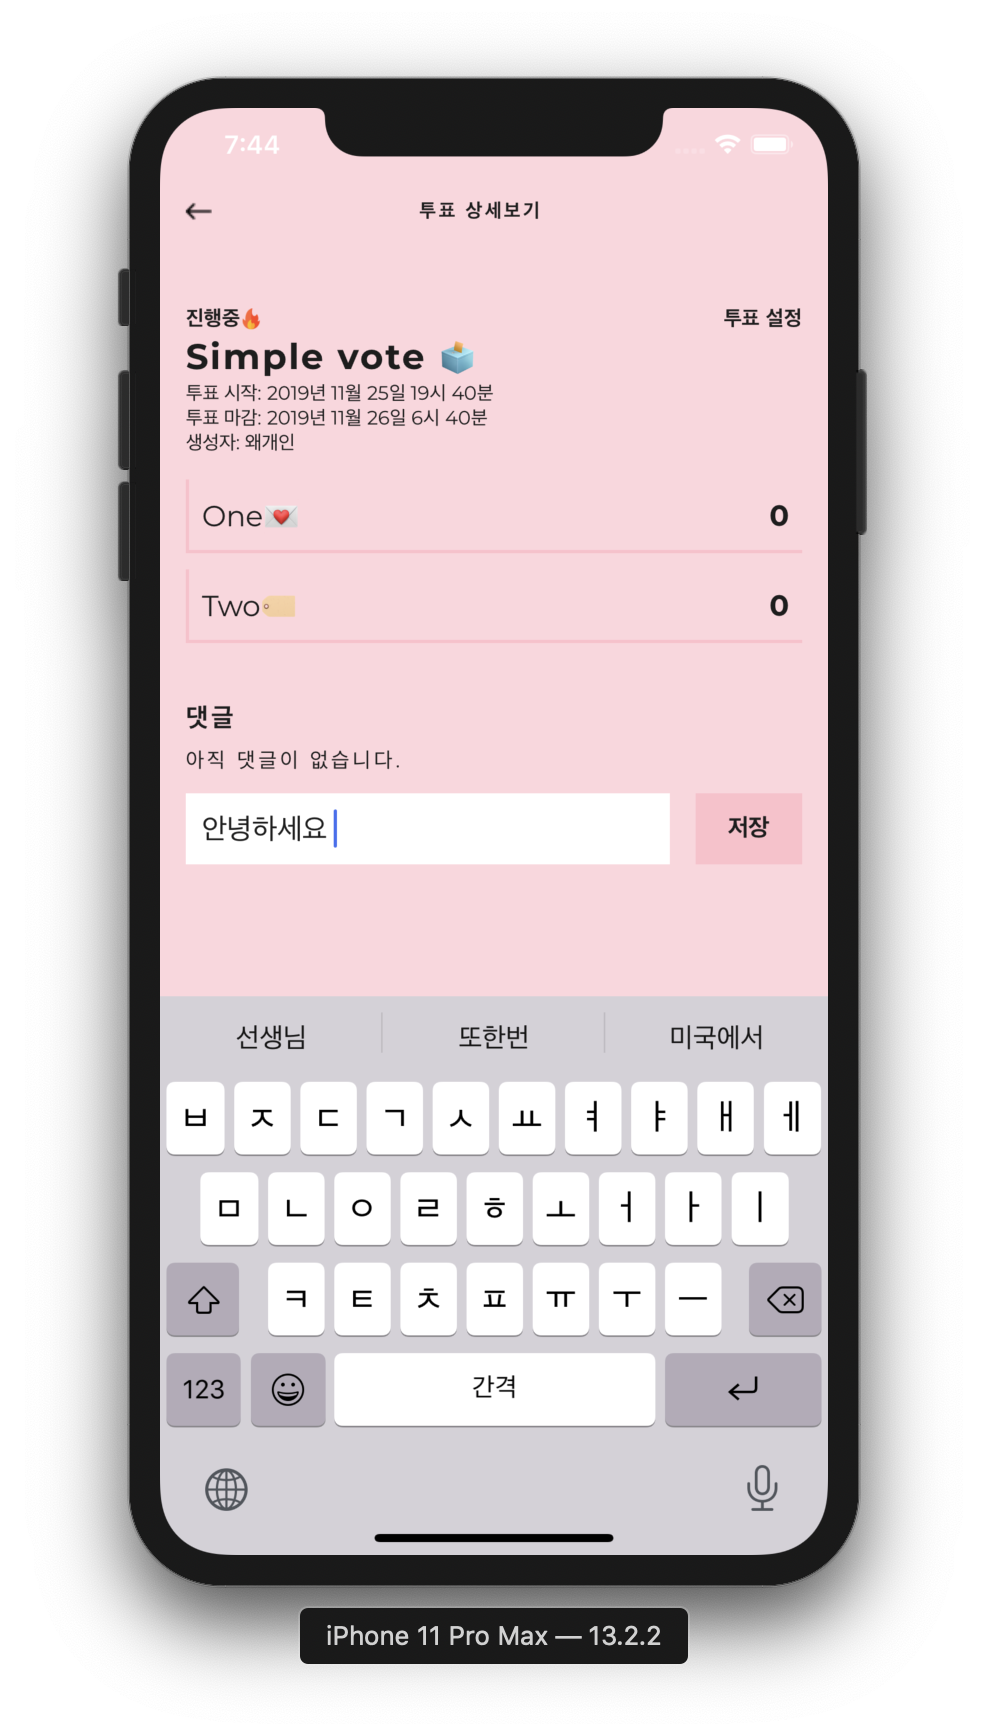 7:44
투표 상세보기
진행중🔥 투표 설정
Simple vote 🗳
투표 시작: 2019년 11월 25일 19시 40분
투표 마감: 2019년 11월 26일 6시 40분
생성자: 왜개인
One💌 0
Two🏷 0
댓글
아직 댓글이 없습니다.
안녕하세요 저장
선생님 또한번 미국에서
ㅂ ㅈ ㄷ ㄱ ㅅ ㅛ ㅕ ㅑ ㅐ ㅔ
ㅁ ㄴ ㅇ ㄹ ㅎ ㅗ ㅓ ㅏ ㅣ
ㅋ ㅌ ㅊ ㅍ ㅠ ㅜ ㅡ
123 간격
iPhone 11 Pro Max — 13.2.2